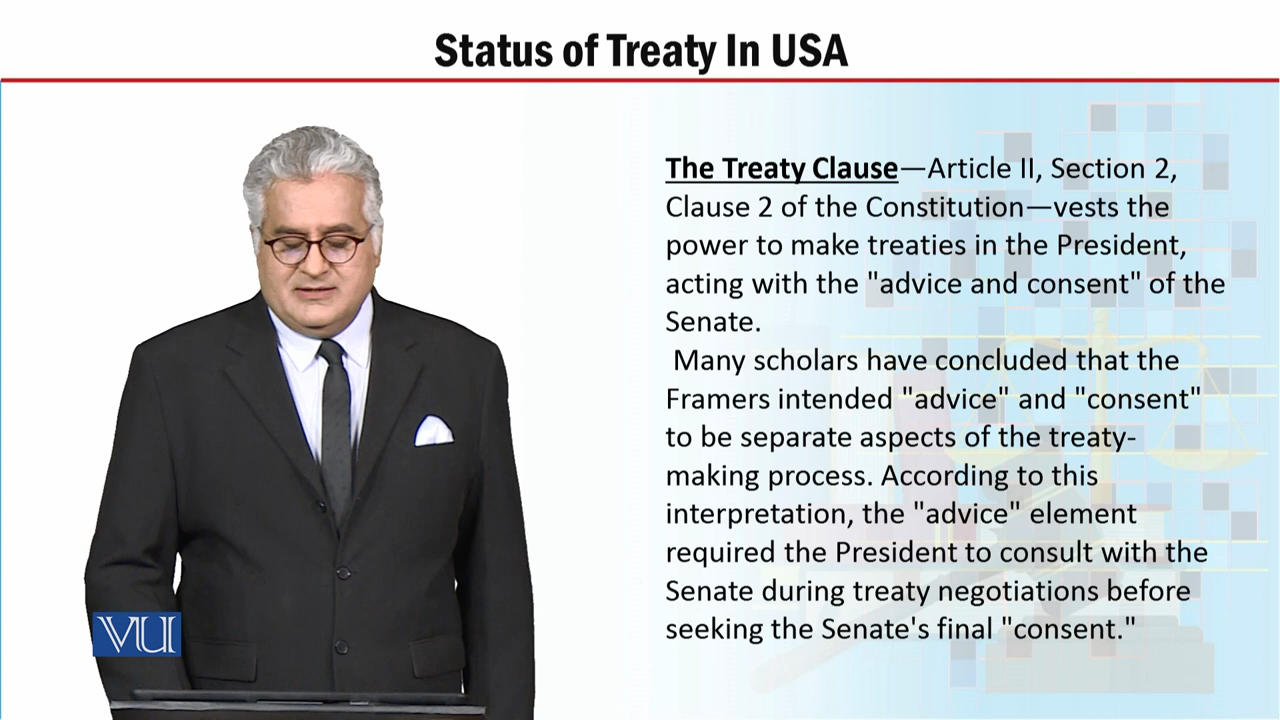 Status of Treaty In USA
The Treaty Clause—Article II, Section 2,
Clause 2 of the Constitution—vests the
power to make treaties in the President,
acting with the "advice and consent" of the
Senate.
Many scholars have concluded that the
Framers intended "advice" and "consent"
to be separate aspects of the treaty-
making process. According to this
interpretation, the "advice" element
required the President to consult with the
Senate during treaty negotiations before
seeking the Senate's final "consent."
VU